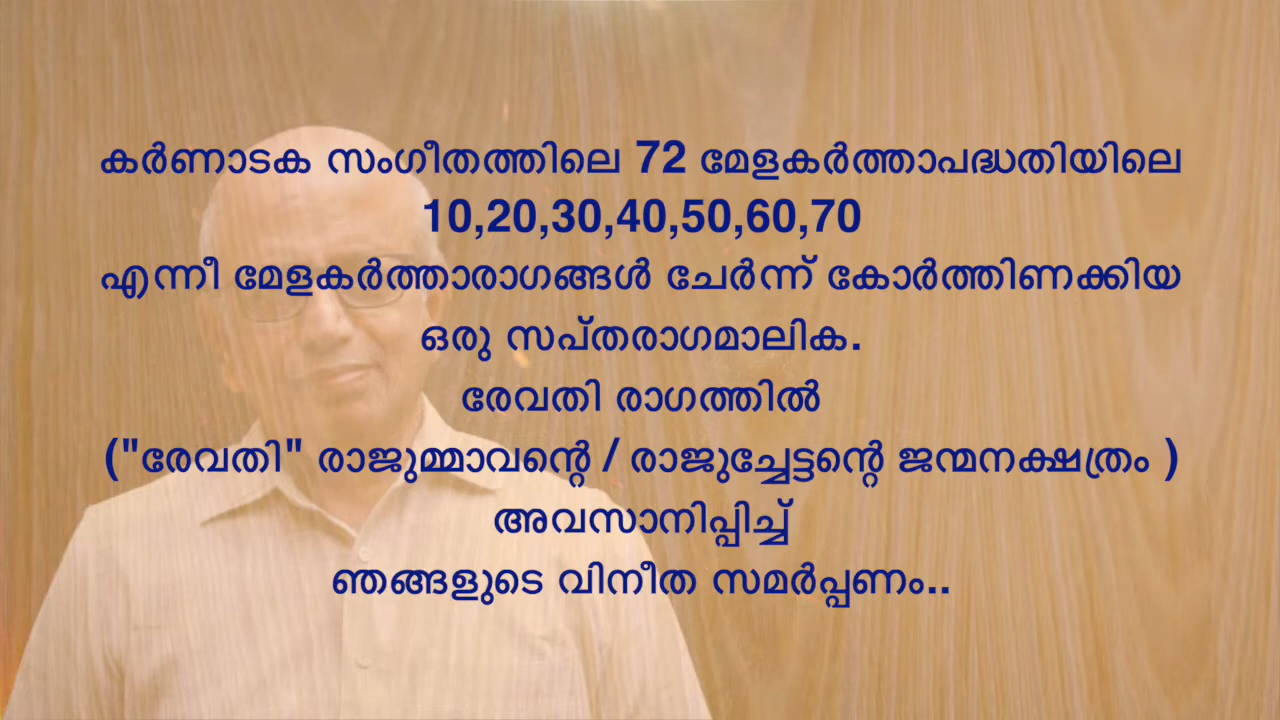 കർണാടക സംഗീതത്തിലെ 72 മേളകർത്താപദ്ധതിയിലെ
10,20,30,40,50,60,70
എന്നീ മേളകർത്താരാഗങ്ങൾ ചേർന്ന് കോർത്തിണക്കിയ
ഒരു സപ്തരാഗമാലിക.
രേവതി രാഗത്തിൽ
("രേവതി" രാജുമ്മാവന്റെ / രാജുച്ചേട്ടന്റെ ജന്മനക്ഷത്രം )
അവസാനിപ്പിച്ച്
ഞങ്ങളുടെ വിനീത സമർപ്പണം..